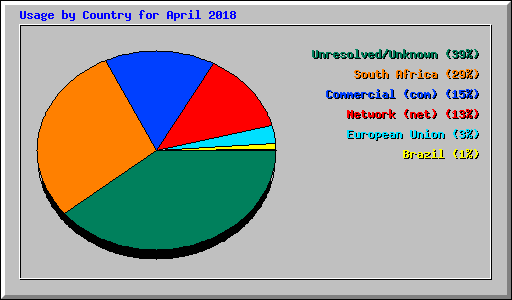 Usage by Country for April 2018
Unresolved/Unknown (39%)
South Africa (29%)
Commercial (com) (15%)
Network (net) (13%)
European Union (3%)
Brazil (1%)